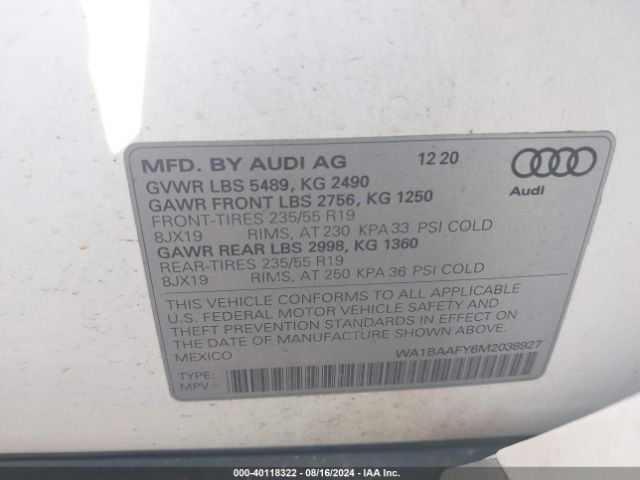 MFD. BY AUDI AG 12 20
Audi
GVWR LBS 5489, KG 2490
GAWR FRONT LBS 2756, KG 1250
FRONT-TIRES 235/55 R19
8JX19 RIMS, AT 230 KPA 33 PSI COLD
GAWR REAR LBS 2998, KG 1360
REAR-TIRES 235/55 R19
8JX19 RIMS, AT 250 KPA 36 PSI COLD
THIS VEHICLE CONFORMS TO ALL APPLICABLE
U.S. FEDERAL MOTOR VEHICLE SAFETY AND
THEFT PREVENTION STANDARDS IN EFFECT ON
THE DATE OF MANUFACTURE SHOWN ABOVE.
MEXICO WA1BAAFY6M2038927
TYPE:
MPV
000-40118322 - 08/16/2024 - IAAI.COM